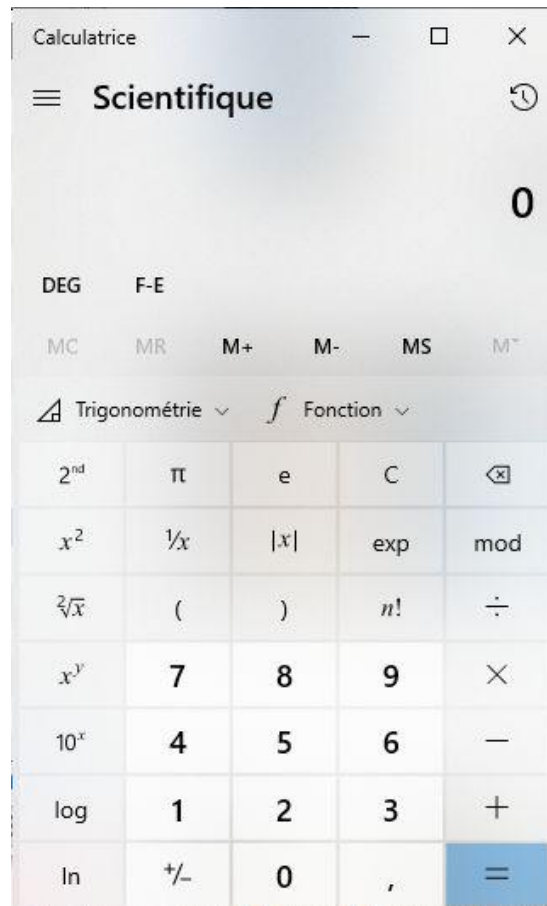 Calculatrice
Scientifique
0
DEG F-E
MC MR M+ M- MS M˅
Trigonométrie f Fonction
2ⁿᵈ π e C
x² ¹/x |x| exp mod
²√x ( ) n! ÷
xʸ 7 8 9 ×
10ˣ 4 5 6 −
log 1 2 3 +
ln +/− 0 , =